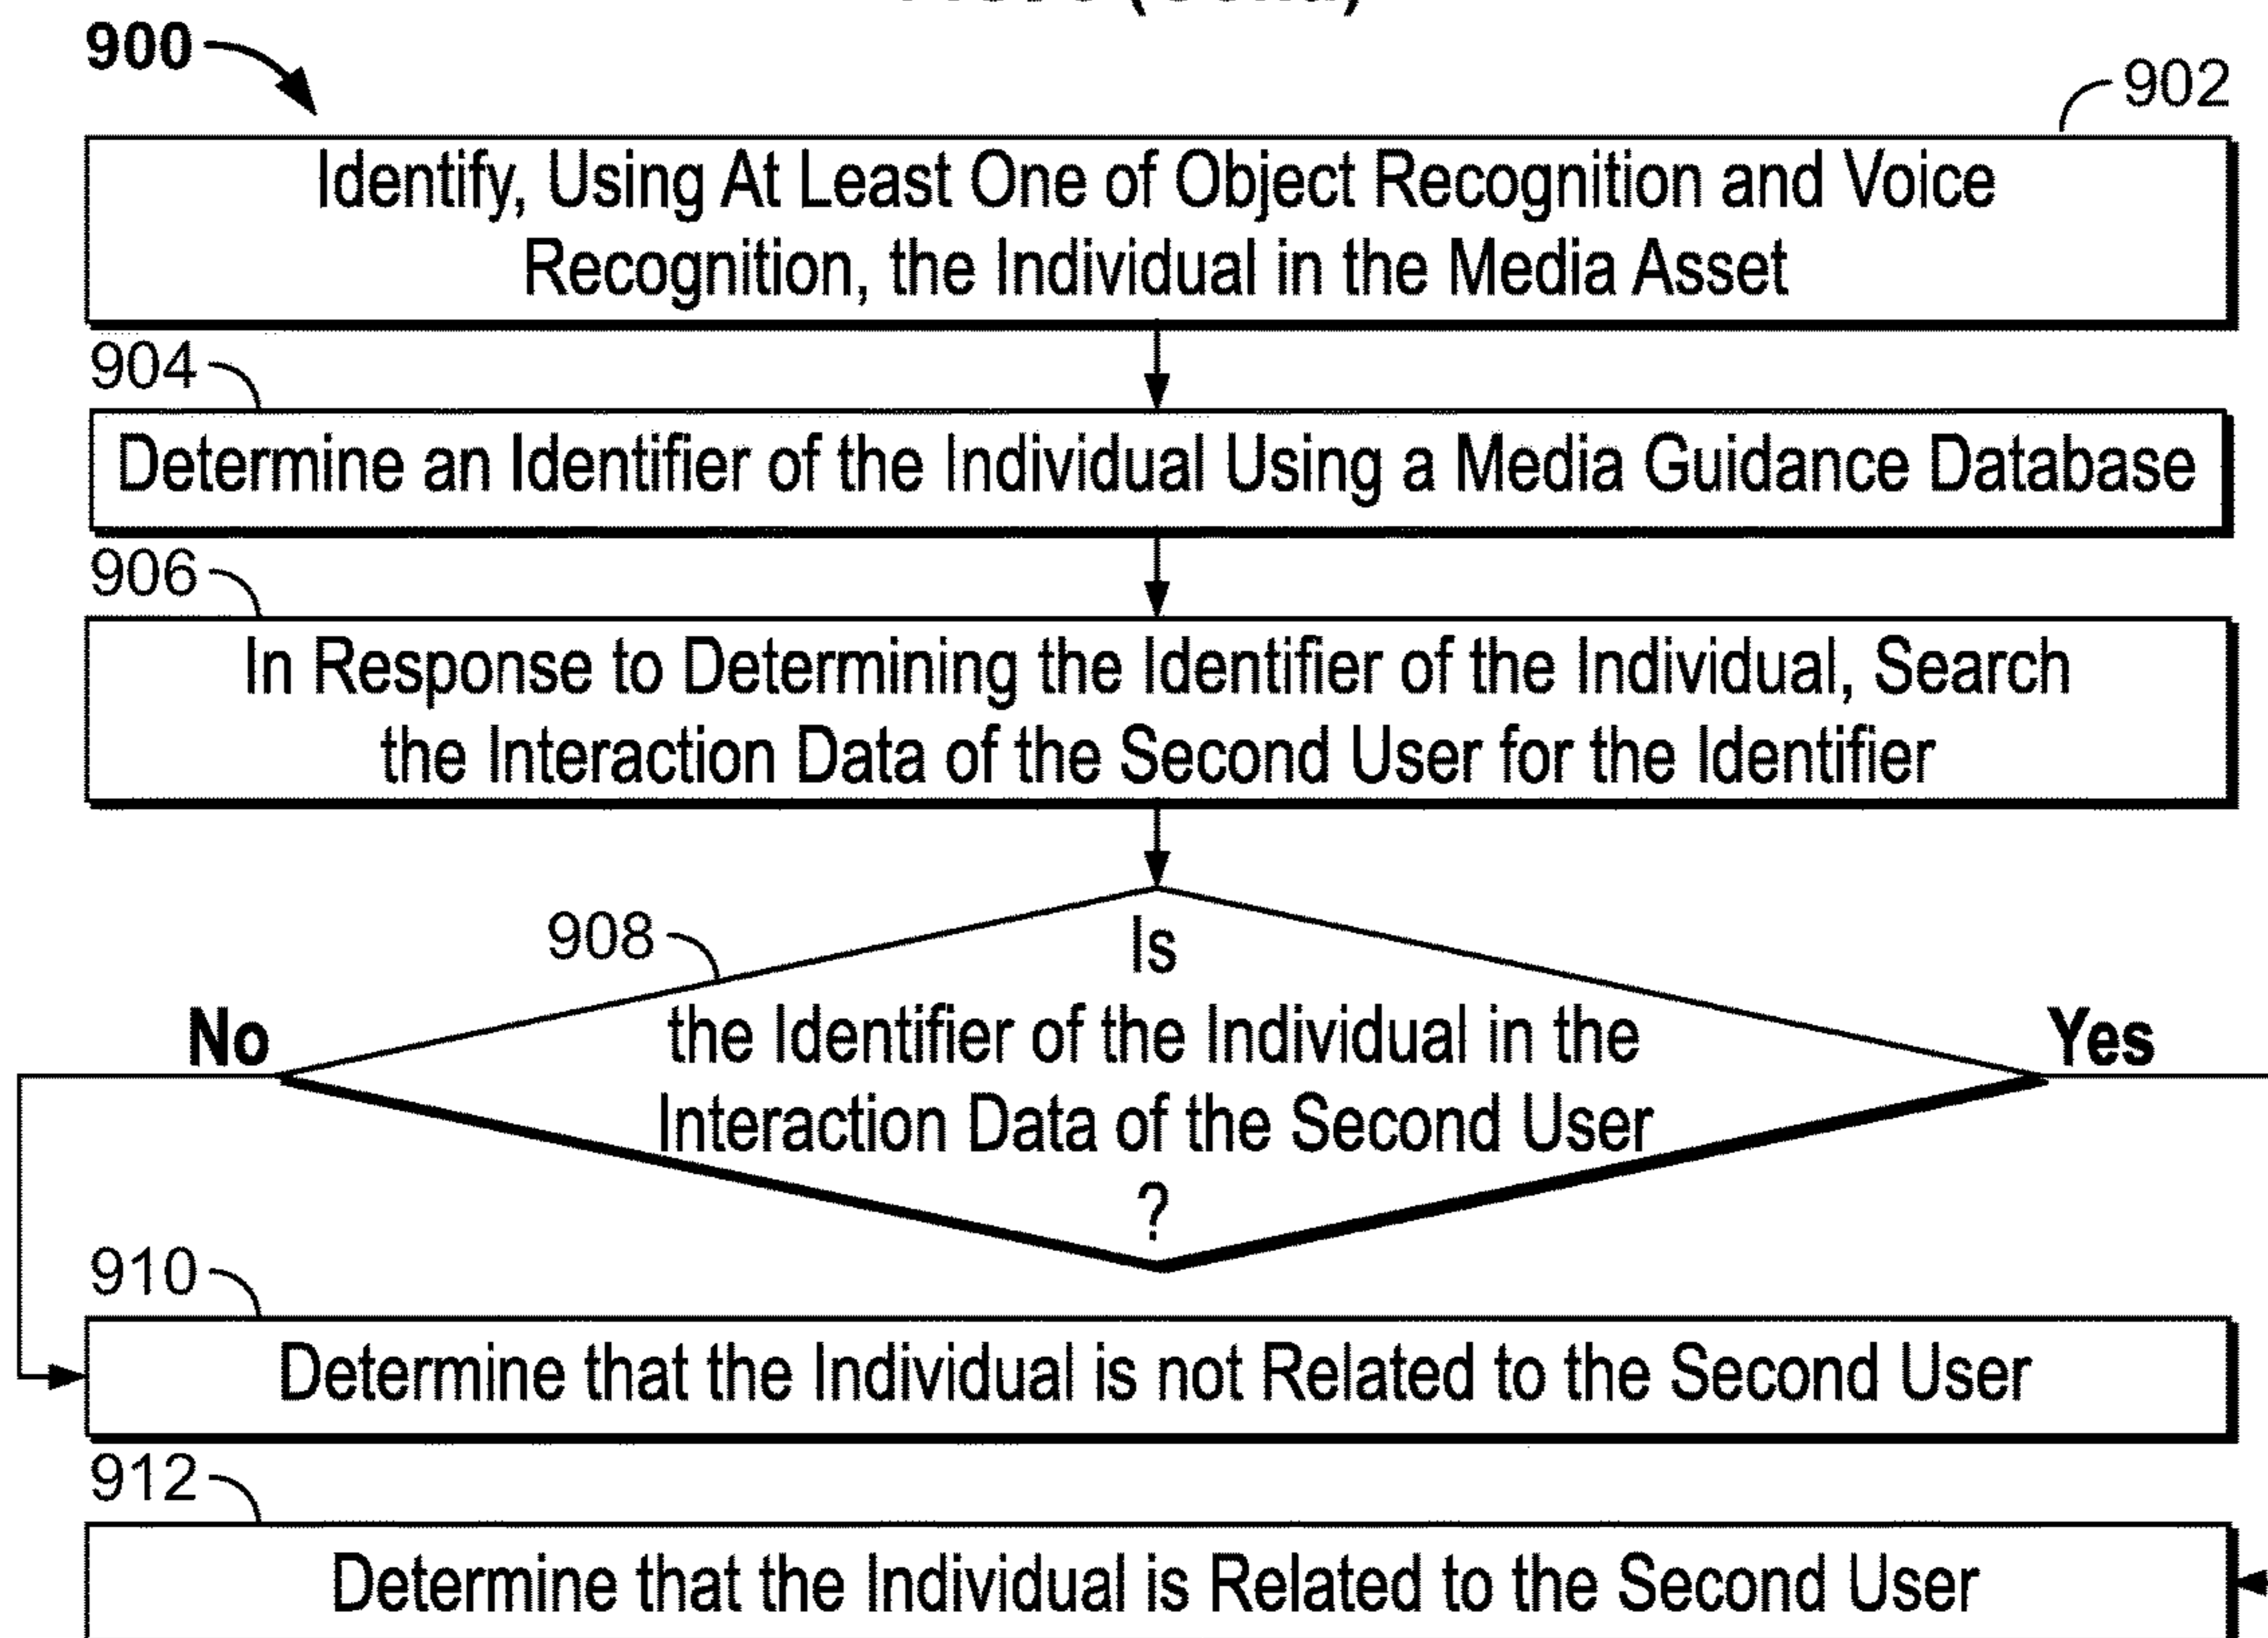 900
902
Identify, Using At Least One of Object Recognition and Voice
Recognition, the Individual in the Media Asset
904
Determine an Identifier of the Individual Using a Media Guidance Database
906
In Response to Determining the Identifier of the Individual, Search
the Interaction Data of the Second User for the Identifier
908
Is
No
the Identifier of the Individual in the
Yes
Interaction Data of the Second User
?
910
Determine that the Individual is not Related to the Second User
912
Determine that the Individual is Related to the Second User